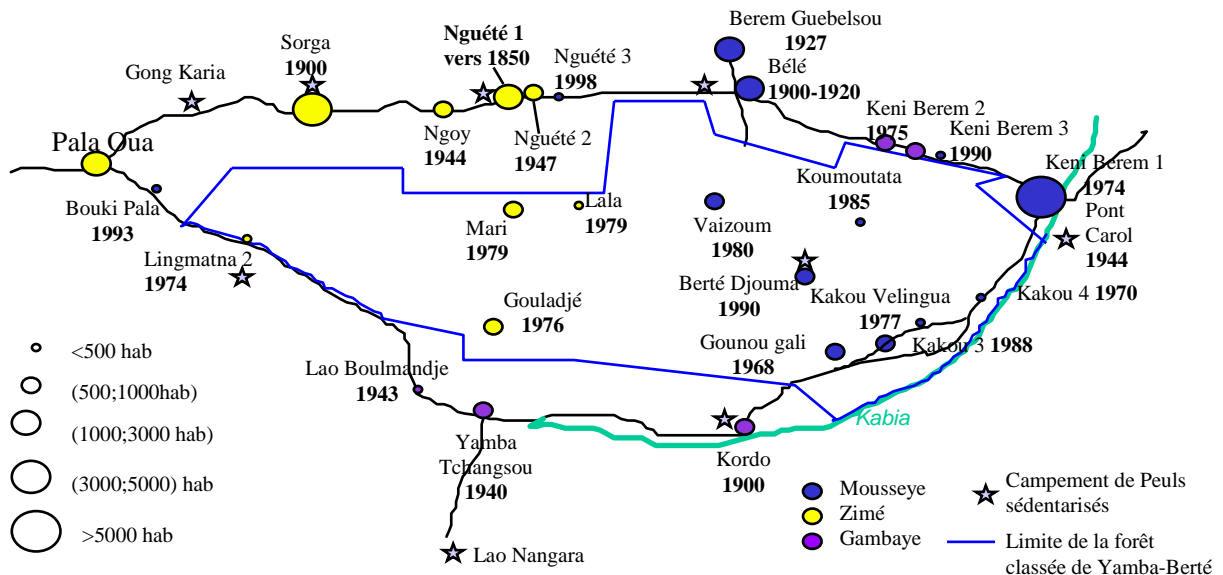 Berem Guebelsou
1927
Sorga
1900
Nguété 1
vers 1850
Nguété 3
1998
Bélé
1900-1920
Gong Karia
Keni Berem 2
1975
Keni Berem 3
1990
Pala Oua
Ngoy
1944
Nguété 2
1947
Keni Berem 1
1974
Koumoutata
1985
Bouki Pala
1993
Mari
1979
Lala
1979
Vaizoum
1980
Pont
Carol
1944
Lingmatna 2
1974
Berté Djouma
1990
Kakou Velingua
1977
Kakou 4 1970
Gouladjé
1976
Gounou gali
1968
Kakou 3 1988
<500 hab
Lao Boulmandje
1943
(500;1000hab)
Kabia
(1000;3000 hab)
Yamba
Tchangsou
1940
Kordo
1900
(3000;5000) hab
>5000 hab
Mousseye
Zimé
Gambaye
Campement de Peuls
sédentarisés
Limite de la forêt
classée de Yamba-Berté
Lao Nangara